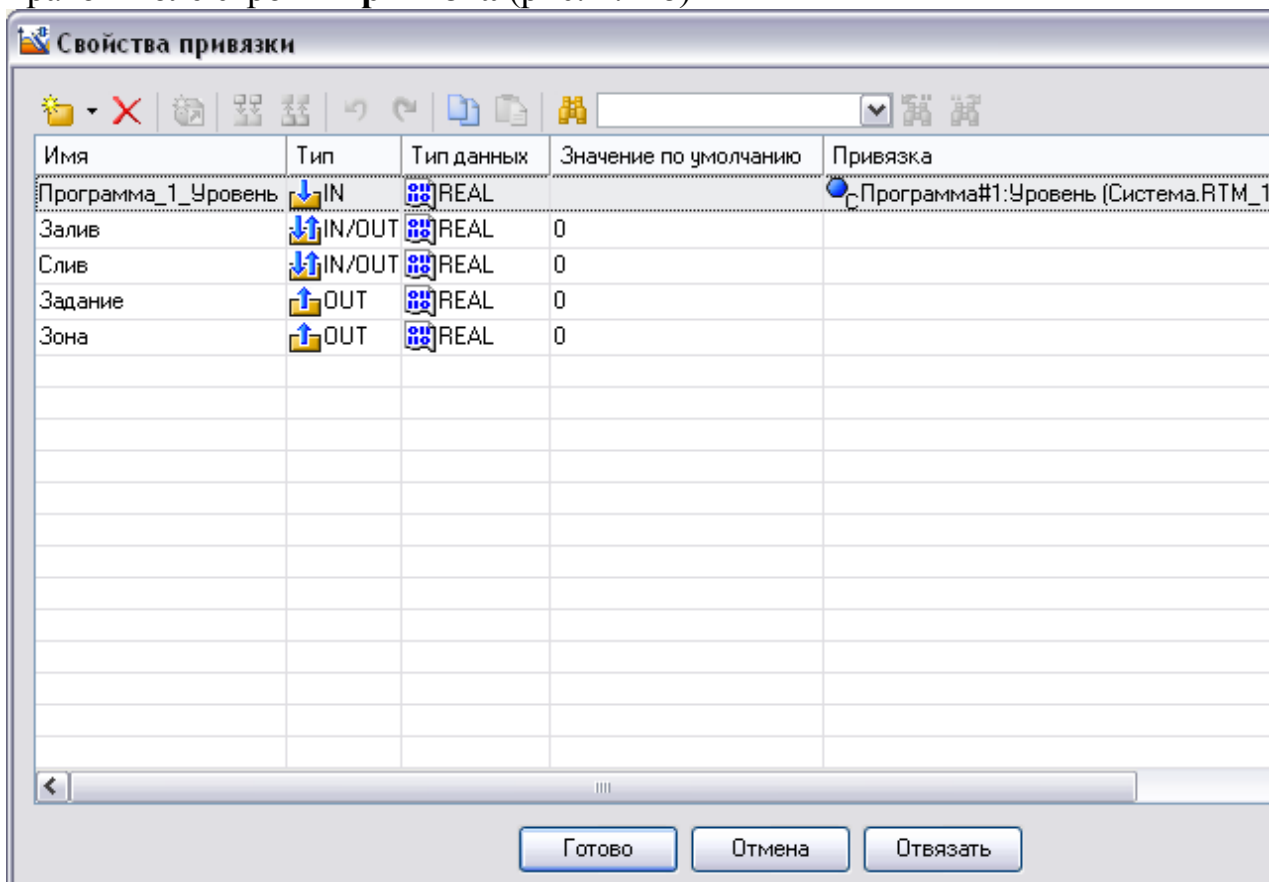 Свойства привязки
Имя Тип Тип данных Значение по умолчанию Привязка
Программа_1_Уровень IN REAL Программа#1:Уровень (Система.RTM_1
Залив IN/OUT REAL 0
Слив IN/OUT REAL 0
Задание OUT REAL 0
Зона OUT REAL 0
Готово Отмена Отвязать